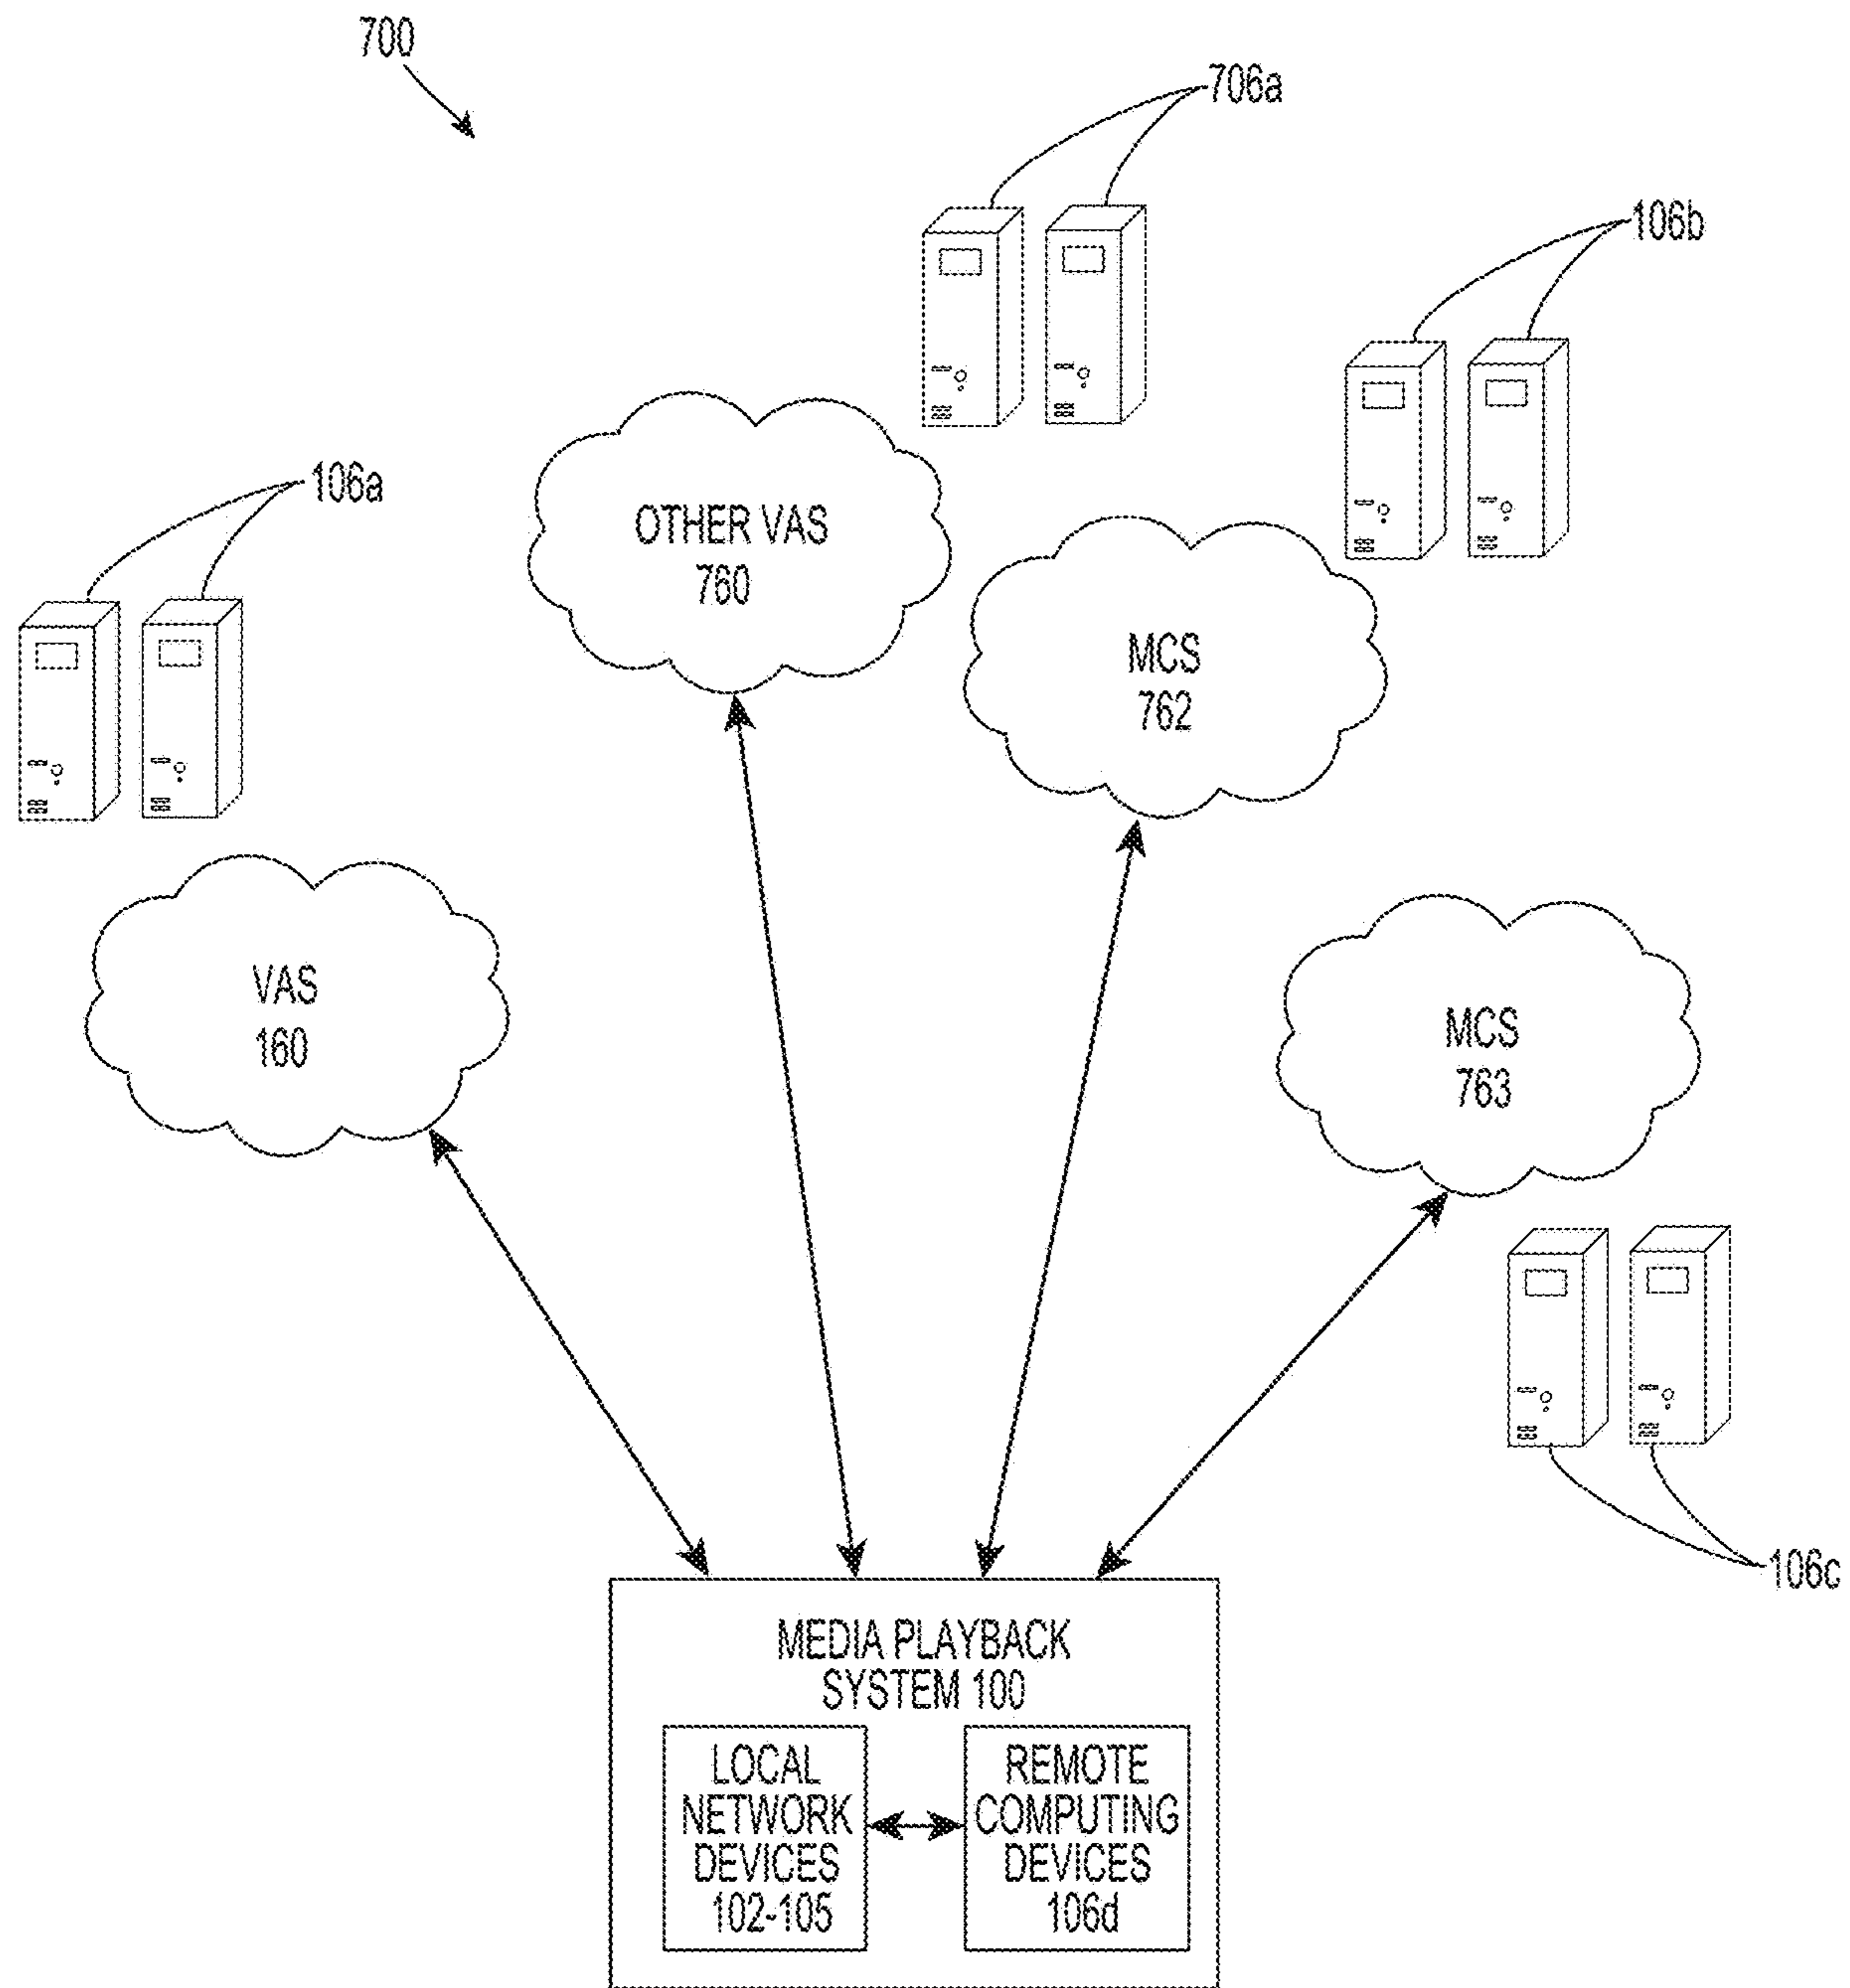 700
706a
106b
106a
OTHER VAS
760
MCS
762
VAS
160
MCS
763
106c
MEDIA PLAYBACK
SYSTEM 100
LOCAL
NETWORK
DEVICES
102-105
REMOTE
COMPUTING
DEVICES
106d